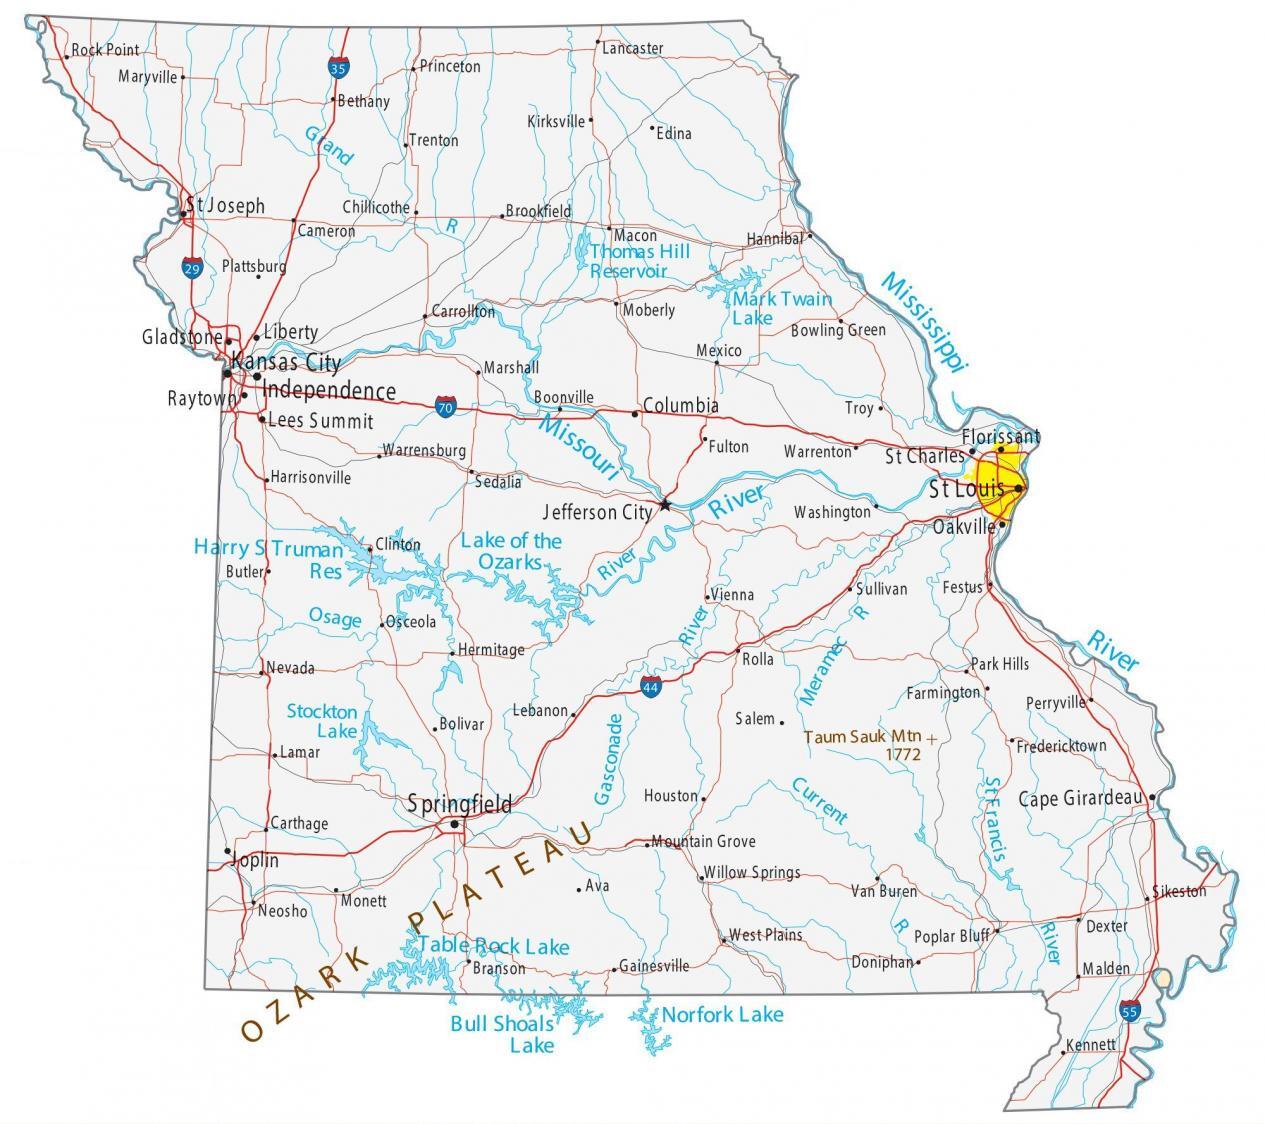 Rock Point
Maryville
35
Princeton
Lancaster
Bethany
Kirksville
Edina
Grand
Trenton
St Joseph
Chillicothe
R
Brookfield
Cameron
Macon
Hannibal
Thomas Hill
Reservoir
29
Plattsburg
Mississippi
Mark Twain
Lake
Carrollton
Moberly
Bowling Green
Gladstone
Liberty
Mexico
Kansas City
Marshall
Independence
Raytown
70
Boonville
Columbia
Troy
Lees Summit
Missouri
Florissant
Warrensburg
Fulton
Warrenton
St Charles
Harrisonville
Sedalia
River
St Louis
Jefferson City
Washington
Oakville
Harry S Truman
Res
Clinton
Lake of the
Ozarks
River
Butler
Vienna
Sullivan
Festus
Osage
Osceola
River
R
River
Hermitage
Rolla
Nevada
44
Meramec
Park Hills
Farmington
Perryville
Stockton
Lake
Bolivar
Lebanon
Salem
Taum Sauk Mtn +
1772
Fredericktown
Lamar
Gasconade
Houston
Current
St Francis
Cape Girardeau
Springfield
Carthage
Mountain Grove
Joplin
Willow Springs
Van Buren
Sikeston
Ava
Monett
Neosho
OZARK PLATEAU
R
River
Dexter
West Plains
Poplar Bluff
Table Rock Lake
Branson
Gainesville
Doniphan
Malden
Bull Shoals
Lake
Norfork Lake
55
Kennett